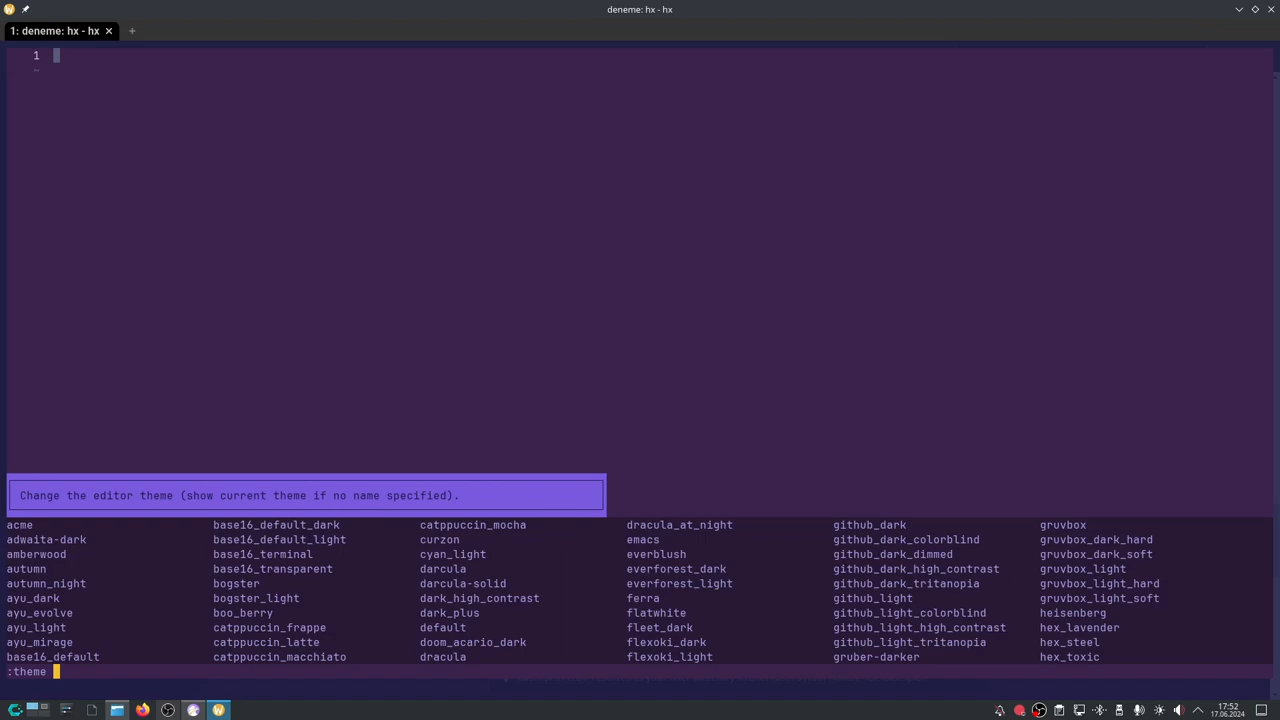 deneme: hx - hx
1: deneme: hx - hx
1
~
Change the editor theme (show current theme if no name specified).
acme base16_default_dark catppuccin_mocha dracula_at_night github_dark gruvbox
adwaita-dark base16_default_light curzon emacs github_dark_colorblind gruvbox_dark_hard
amberwood base16_terminal cyan_light everblush github_dark_dimmed gruvbox_dark_soft
autumn base16_transparent darcula everforest_dark github_dark_high_contrast gruvbox_light
autumn_night bogster darcula-solid everforest_light github_dark_tritanopia gruvbox_light_hard
ayu_dark bogster_light dark_high_contrast ferra github_light gruvbox_light_soft
ayu_evolve boo_berry dark_plus flatwhite github_light_colorblind heisenberg
ayu_light catppuccin_frappe default fleet_dark github_light_high_contrast hex_lavender
ayu_mirage catppuccin_latte doom_acario_dark flexoki_dark github_light_tritanopia hex_steel
base16_default catppuccin_macchiato dracula flexoki_light gruber-darker hex_toxic
:theme
17:52
17.06.2024